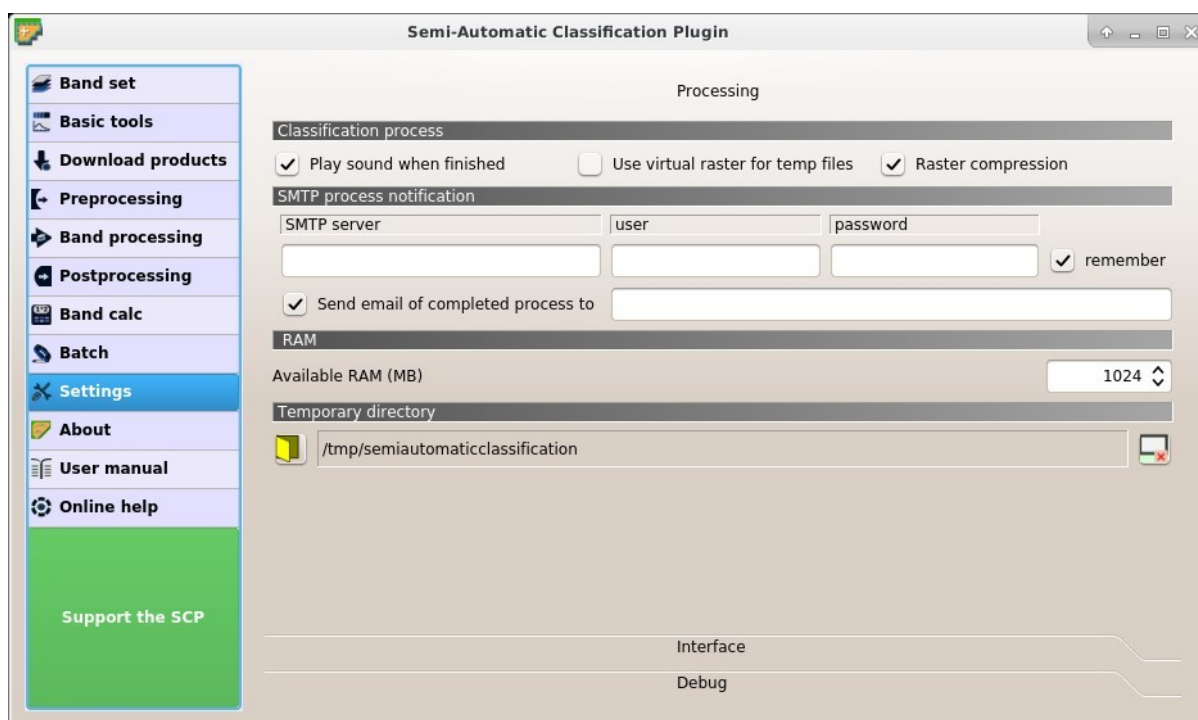 Semi-Automatic Classification Plugin
Band set
Basic tools
Download products
Preprocessing
Band processing
Postprocessing
Band calc
Batch
Settings
About
User manual
Online help
Support the SCP
Processing
Classification process
Play sound when finished Use virtual raster for temp files Raster compression
SMTP process notification
SMTP server user password
remember
Send email of completed process to
RAM
Available RAM (MB) 1024
Temporary directory
/tmp/semiautomaticclassification
Interface
Debug